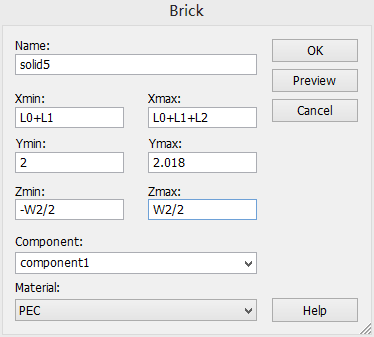 Brick
Name:
OK
solid5
Preview
Xmin:
Xmax:
Cancel
L0+L1
L0+L1+L2
Ymin:
Ymax:
2
2.018
Zmin:
Zmax:
-W2/2
W2/2
Component:
component1
Material:
PEC
Help